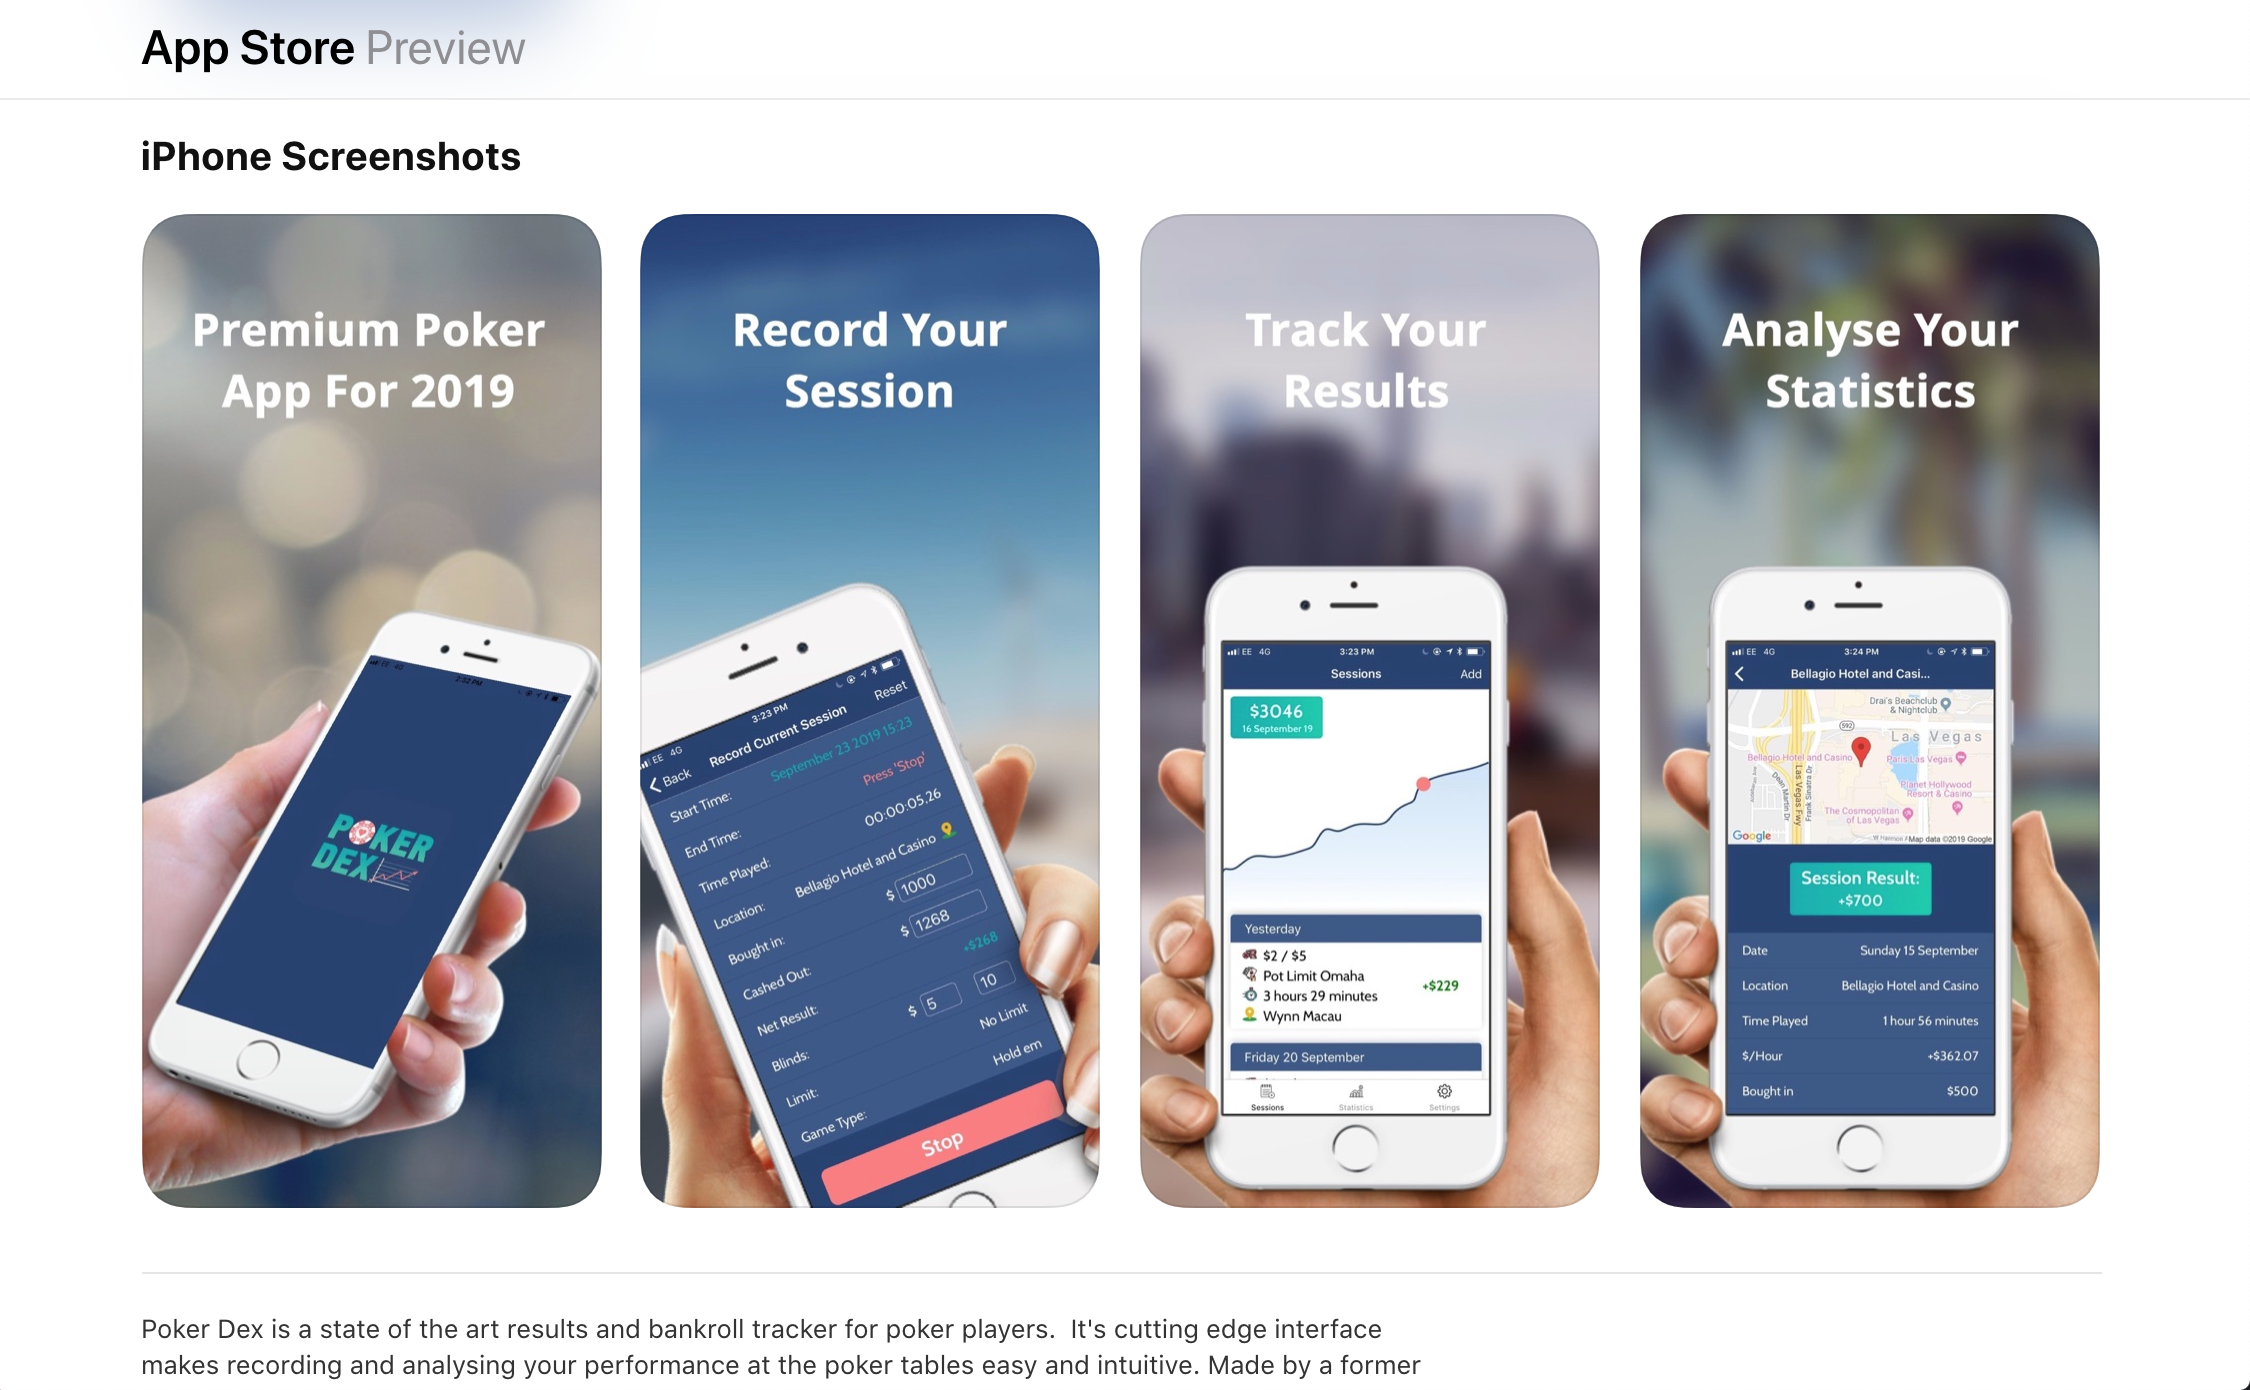 App Store Preview
iPhone Screenshots
Premium Poker
App For 2019
POKER
DEX
Record Your
Session
EE 4G
3:23 PM
Back
Record Current Session
Reset
Start Time:
September 23 2019 15:23
End Time:
Press 'Stop'
Time Played:
00:00:05.26
Location:
Bellagio Hotel and Casino
Bought in:
$ 1000
Cashed Out:
$ 1268
Net Result:
+$268
Blinds:
$ 5 10
Limit:
No Limit
Game Type:
Hold em
Stop
Track Your
Results
EE 4G 3:23 PM
Sessions Add
$3046
16 September 19
Yesterday
$2 / $5
Pot Limit Omaha
3 hours 29 minutes
Wynn Macau
+$229
Friday 20 September
Sessions Statistics Settings
Analyse Your
Statistics
EE 4G 3:24 PM
Bellagio Hotel and Casi...
Drai's Beachclub
& Nightclub
592
Las Vegas
Bellagio Hotel and Casino
Paris Las Vegas
Dean Martin Dr
Las Vegas Fwy
Frank Sinatra Dr
Planet Hollywood
Resort & Casino
The Cosmopolitan
of Las Vegas
Google
Map data ©2019 Google
Session Result:
+$700
Date Sunday 15 September
Location Bellagio Hotel and Casino
Time Played 1 hour 56 minutes
$/Hour +$362.07
Bought in $500
Poker Dex is a state of the art results and bankroll tracker for poker players.  It's cutting edge interface
makes recording and analysing your performance at the poker tables easy and intuitive. Made by a former